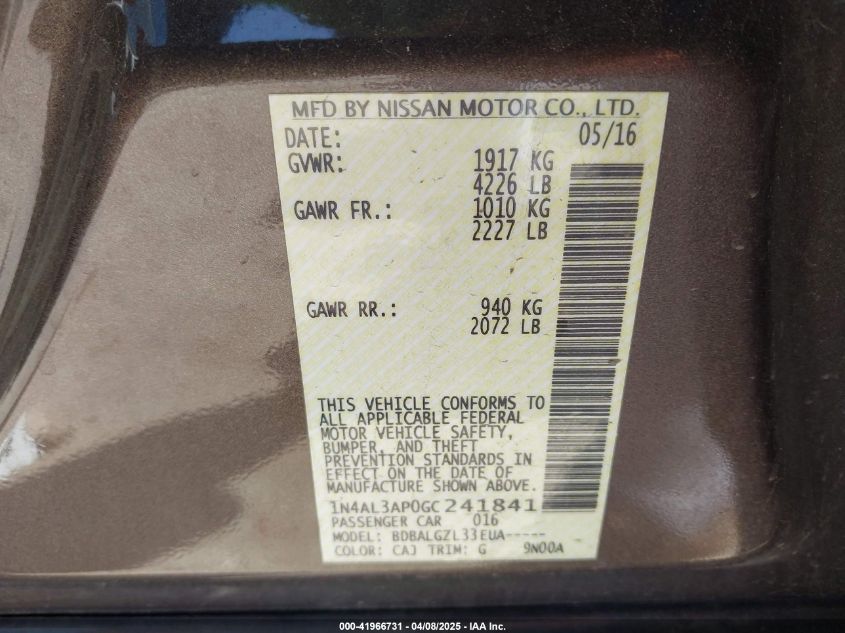 MFD BY NISSAN MOTOR CO., LTD.
DATE: 05/16
GVWR: 1917 KG
4226 LB
GAWR FR.: 1010 KG
2227 LB
GAWR RR.: 940 KG
2072 LB
THIS VEHICLE CONFORMS TO
ALL APPLICABLE FEDERAL
MOTOR VEHICLE SAFETY,
BUMPER, AND THEFT
PREVENTION STANDARDS IN
EFFECT ON THE DATE OF
MANUFACTURE SHOWN ABOVE.
1N4AL3AP0GC241841
PASSENGER CAR 016
MODEL: BDBALGZL33EUA-----
COLOR: CAJ TRIM: G 9N00A
000-41966731 - 04/08/2025 - IAA Inc.